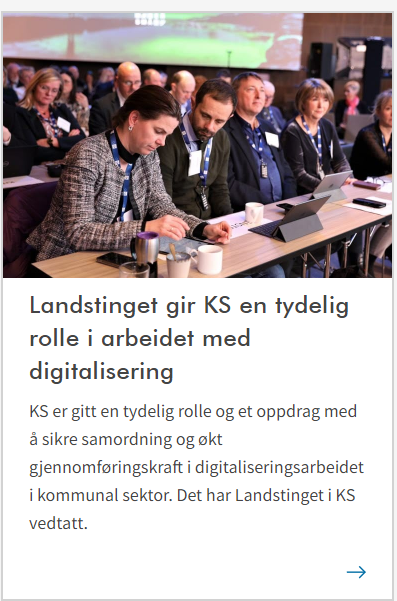 Landstinget gir KS en tydelig
rolle i arbeidet med
digitalisering
KS er gitt en tydelig rolle og et oppdrag med
å sikre samordning og økt
gjennomføringskraft i digitaliseringsarbeidet
i kommunal sektor. Det har Landstinget i KS
vedtatt.